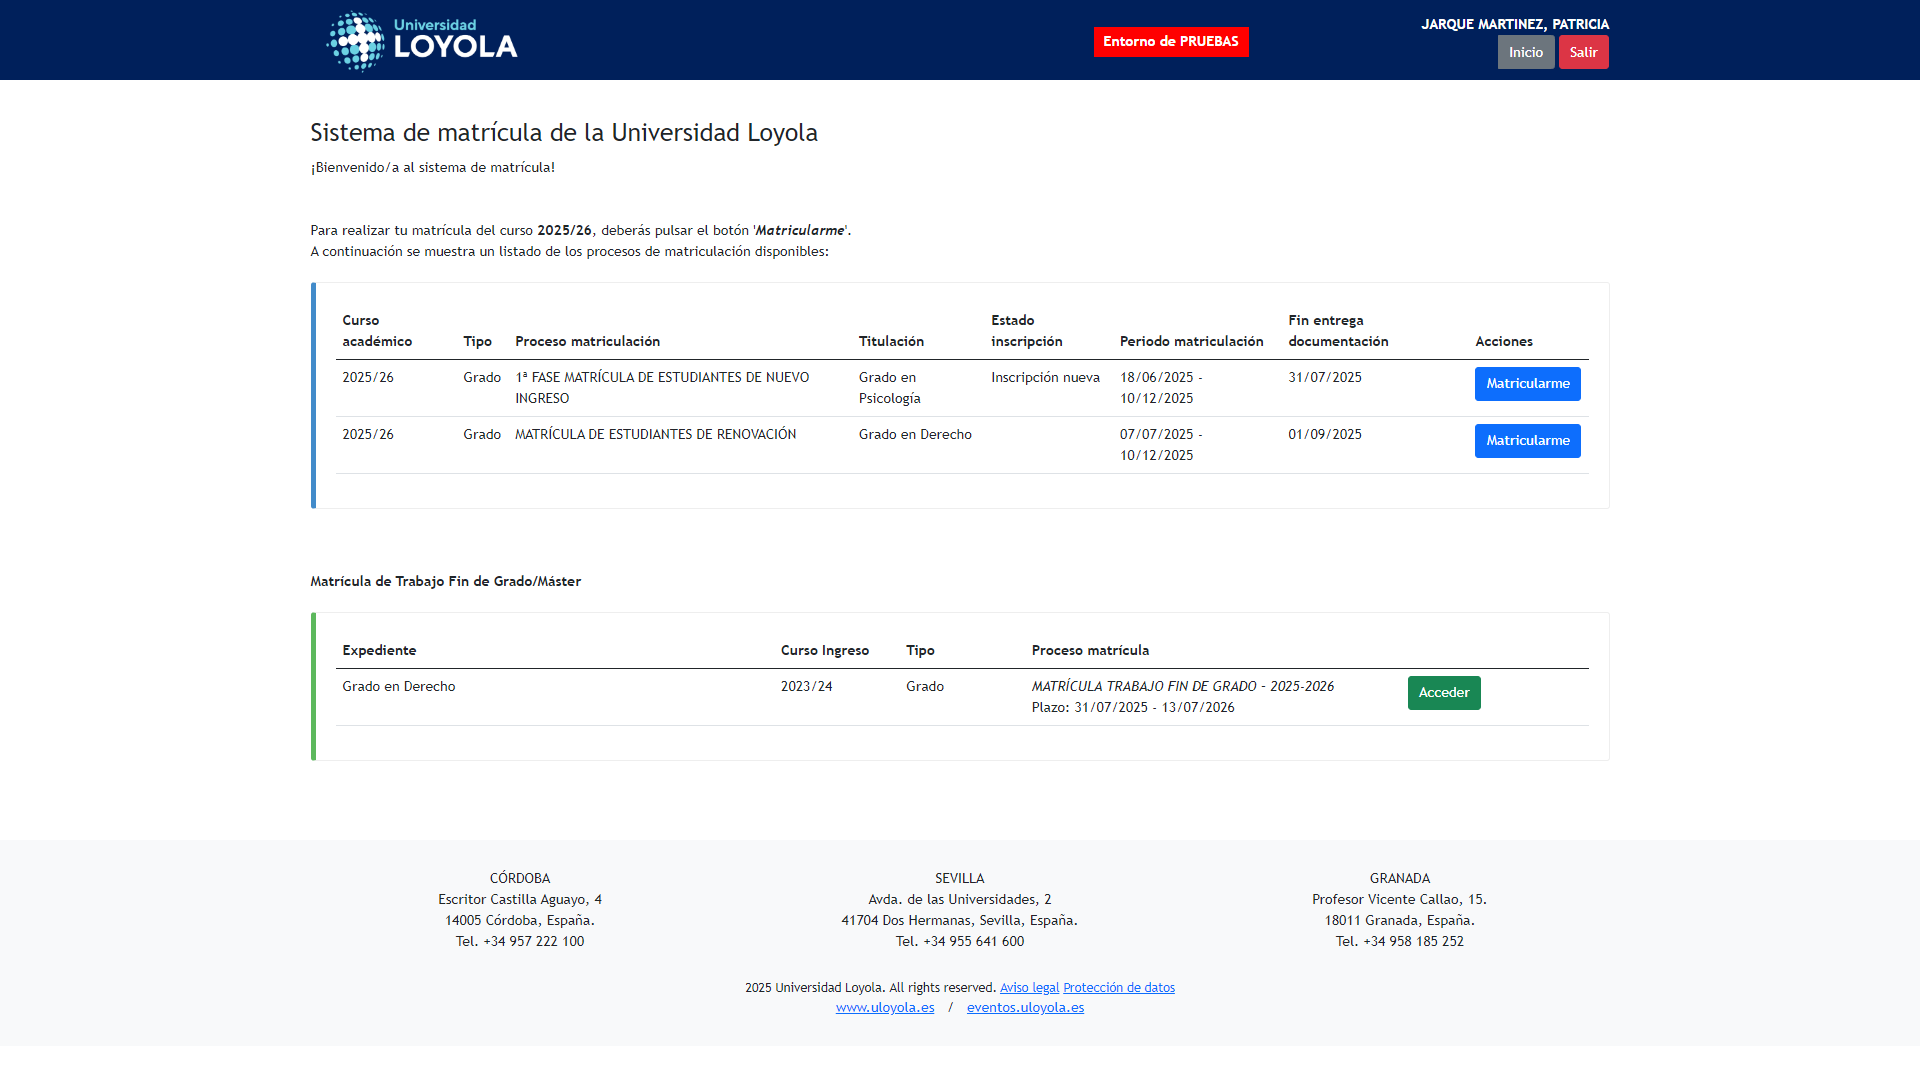 Universidad
LOYOLA
Entorno de PRUEBAS
JARQUE MARTINEZ, PATRICIA
Inicio
Salir
Sistema de matrícula de la Universidad Loyola
¡Bienvenido/a al sistema de matrícula!
Para realizar tu matrícula del curso 2025/26, deberás pulsar el botón 'Matricularme'.
A continuación se muestra un listado de los procesos de matriculación disponibles:
Curso académico Tipo Proceso matriculación Titulación Estado inscripción Periodo matriculación Fin entrega documentación Acciones
2025/26 Grado 1ª FASE MATRÍCULA DE ESTUDIANTES DE NUEVO INGRESO Grado en Psicología Inscripción nueva 18/06/2025 - 10/12/2025 31/07/2025 Matricularme
2025/26 Grado MATRÍCULA DE ESTUDIANTES DE RENOVACIÓN Grado en Derecho 07/07/2025 - 10/12/2025 01/09/2025 Matricularme
Matrícula de Trabajo Fin de Grado/Máster
Expediente Curso Ingreso Tipo Proceso matrícula
Grado en Derecho 2023/24 Grado MATRÍCULA TRABAJO FIN DE GRADO - 2025-2026 Acceder
Plazo: 31/07/2025 - 13/07/2026
CÓRDOBA
Escritor Castilla Aguayo, 4
14005 Córdoba, España.
Tel. +34 957 222 100
SEVILLA
Avda. de las Universidades, 2
41704 Dos Hermanas, Sevilla, España.
Tel. +34 955 641 600
GRANADA
Profesor Vicente Callao, 15.
18011 Granada, España.
Tel. +34 958 185 252
2025 Universidad Loyola. All rights reserved. Aviso legal Protección de datos
www.uloyola.es / eventos.uloyola.es